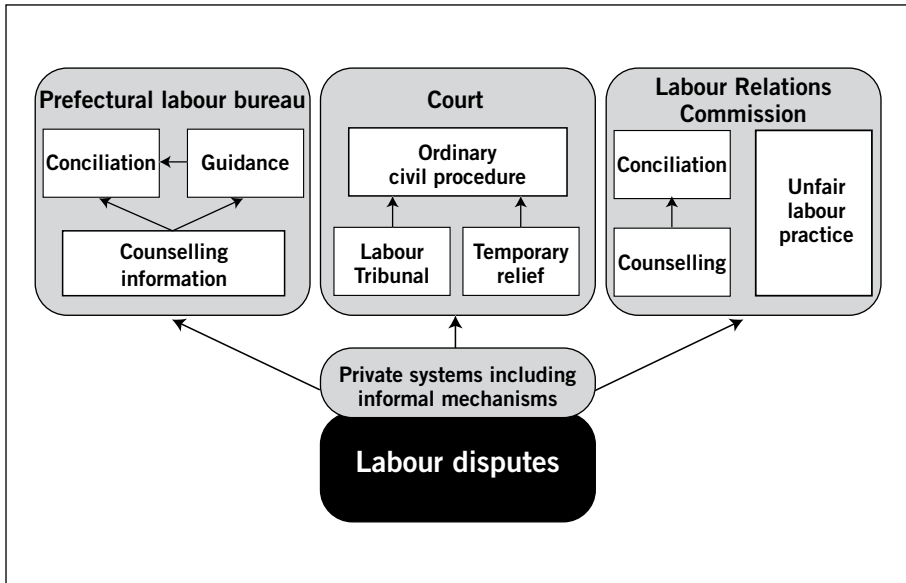 Prefectural labour bureau
Conciliation
Guidance
Counselling
information
Court
Ordinary
civil procedure
Labour
Tribunal
Temporary
relief
Labour Relations
Commission
Conciliation
Counselling
Unfair
labour
practice
Private systems including
informal mechanisms
Labour disputes